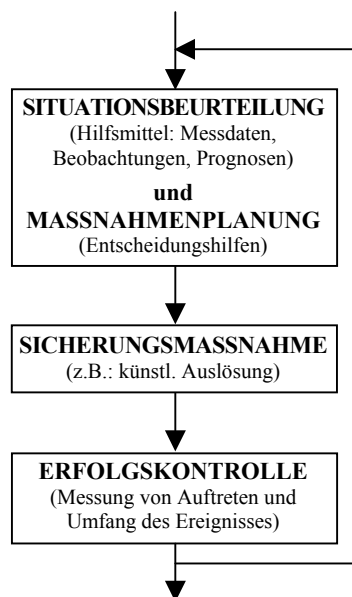 SITUATIONSBEURTEILUNG
(Hilfsmittel: Messdaten,
Beobachtungen, Prognosen)
und
MASSNAHMENPLANUNG
(Entscheidungshilfen)
SICHERUNGSMASSNAHME
(z.B.: künstl. Auslösung)
ERFOLGSKONTROLLE
(Messung von Auftreten und
Umfang des Ereignisses)